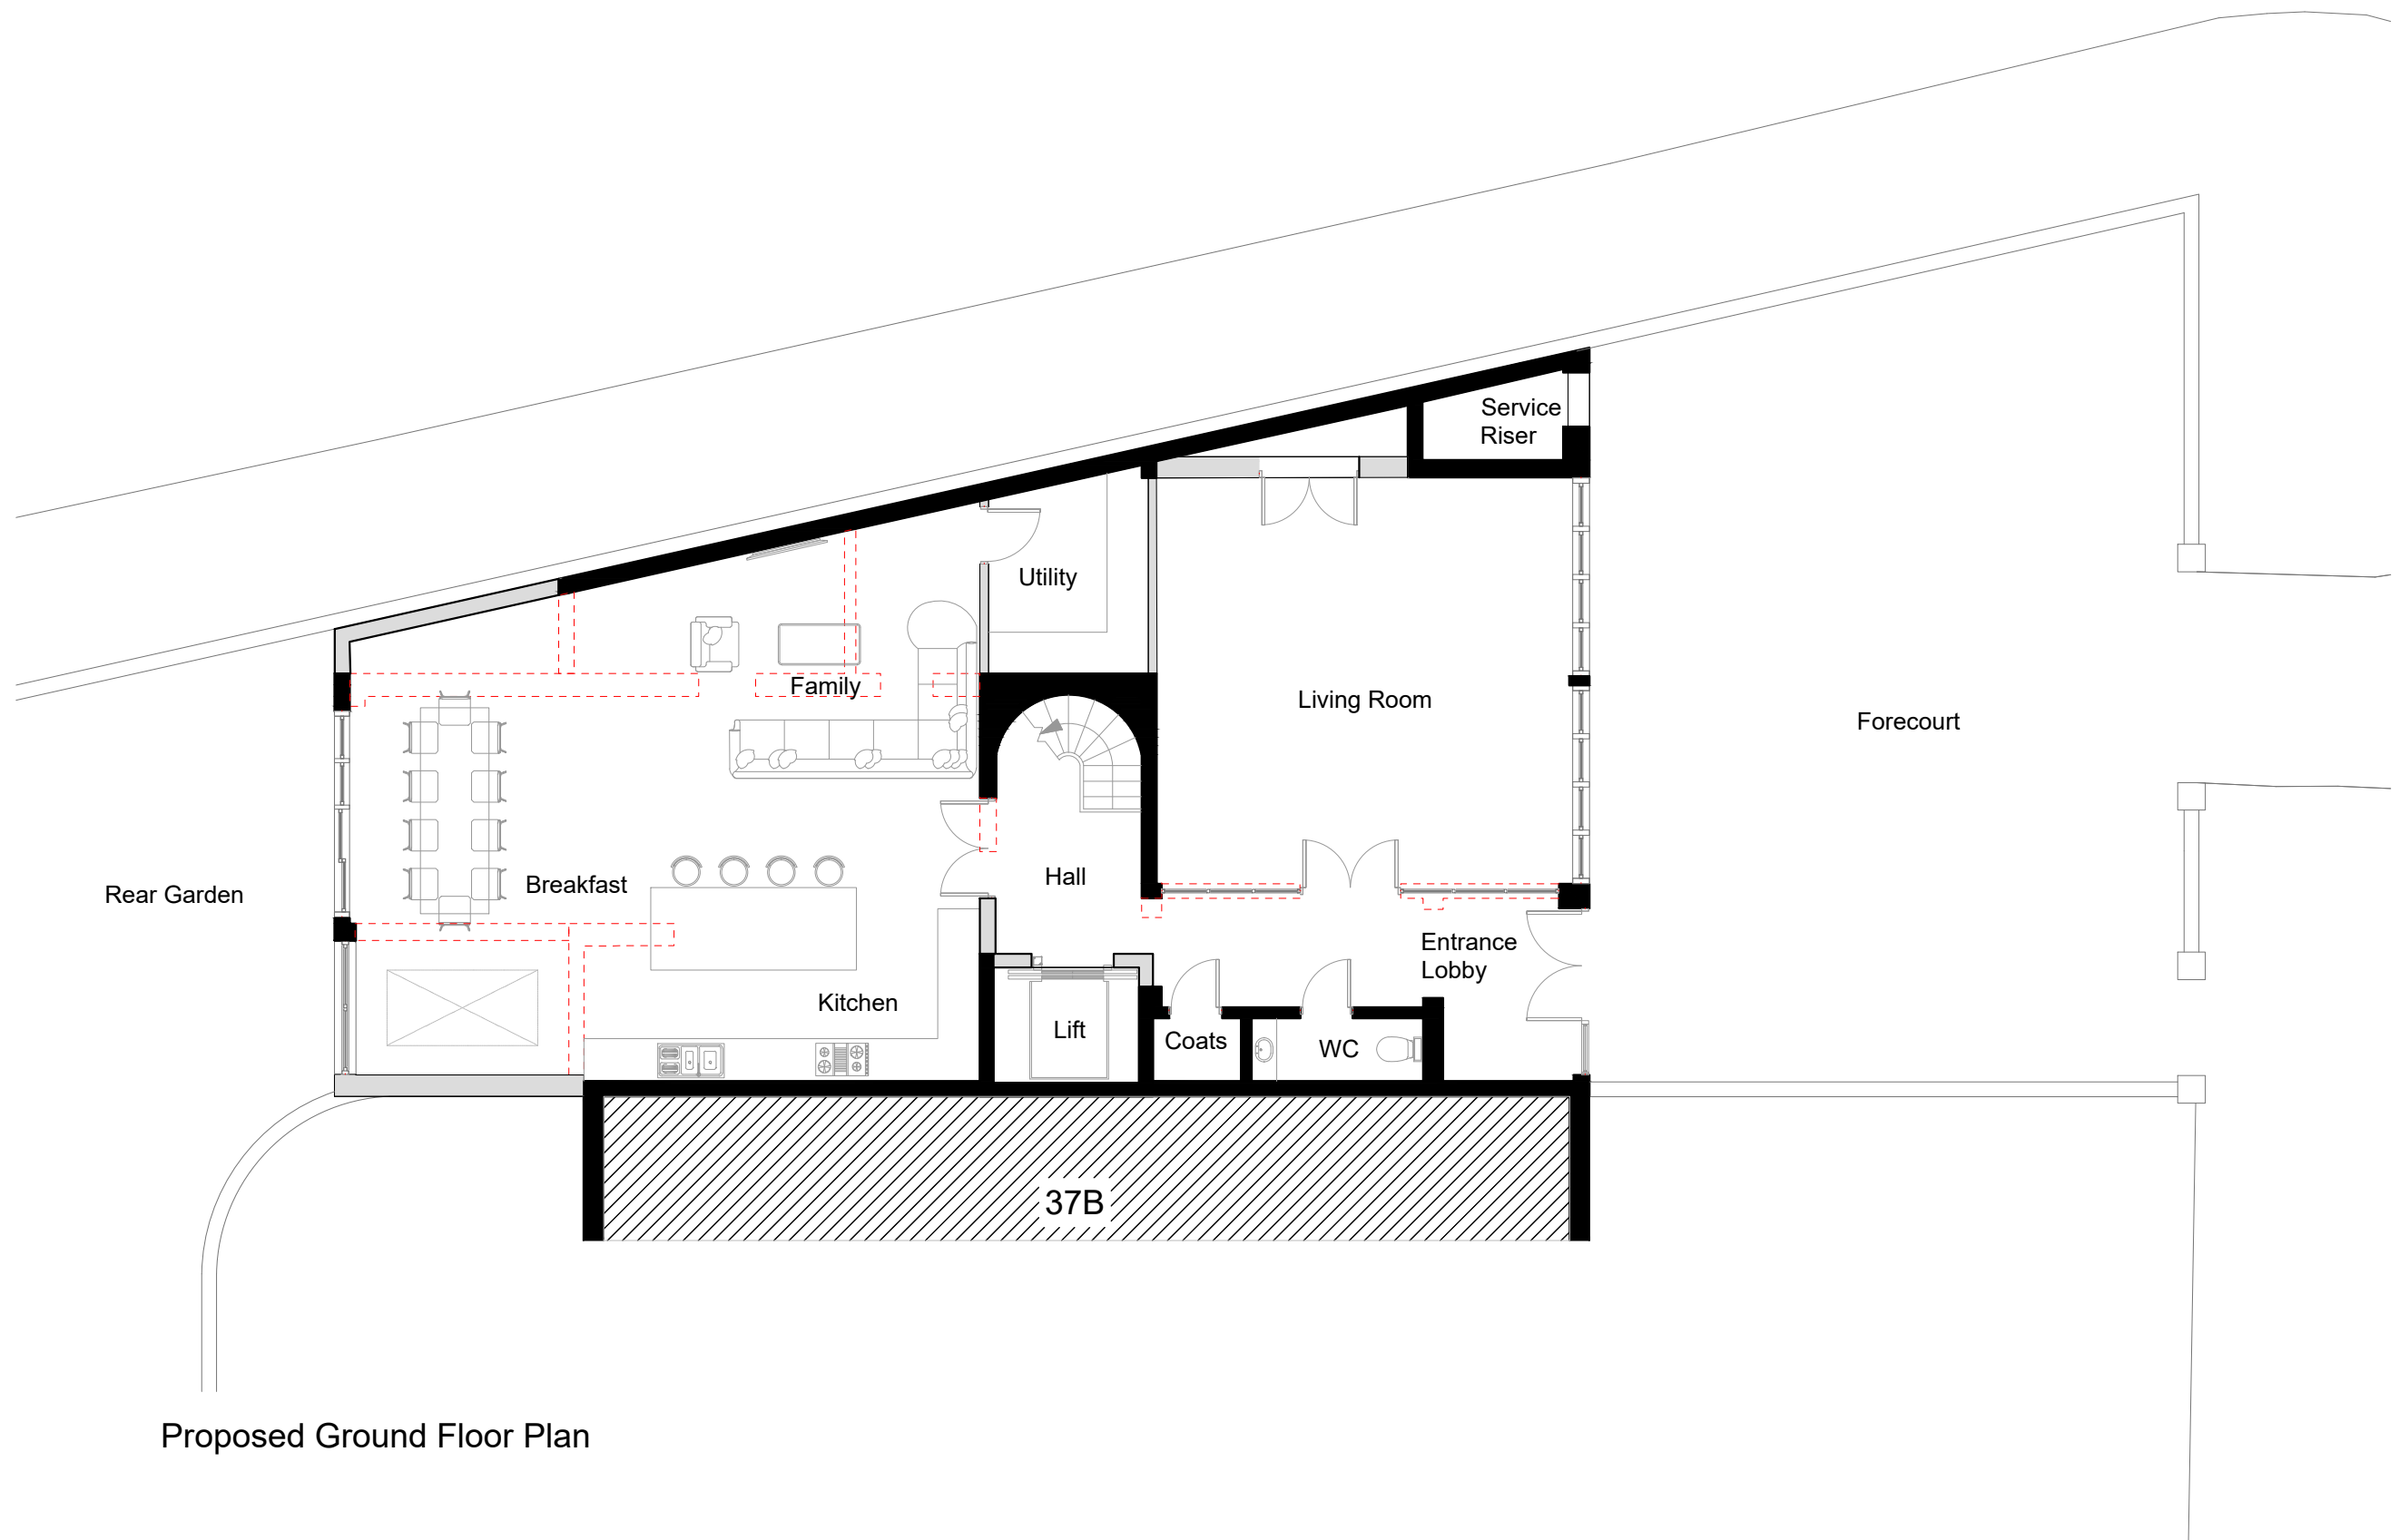 Service
Riser
Utility
Family
Living Room
Forecourt
Hall
Breakfast
Rear Garden
Entrance
Lobby
Kitchen
Lift
Coats
WC
37B
Proposed Ground Floor Plan